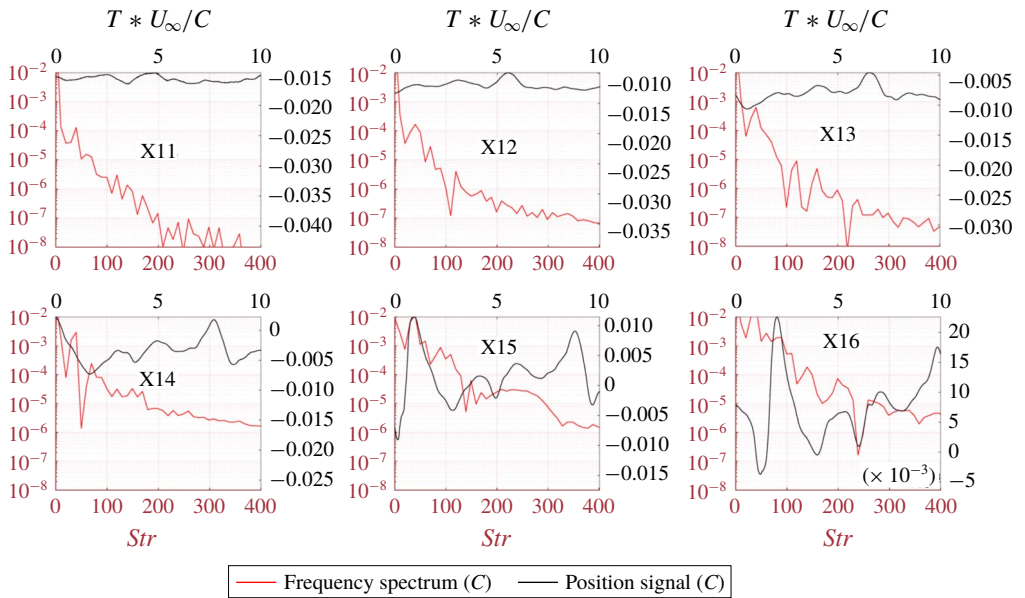 T ∗ U∞/C T ∗ U∞/C T ∗ U∞/C
0 5 10 0 5 10 0 5 10
10⁻² 10⁻³ 10⁻⁴ 10⁻⁵ 10⁻⁶ 10⁻⁷ 10⁻⁸
X11
−0.015 −0.020 −0.025 −0.030 −0.035 −0.040
10⁻² 10⁻³ 10⁻⁴ 10⁻⁵ 10⁻⁶ 10⁻⁷ 10⁻⁸
X12
−0.010 −0.015 −0.020 −0.025 −0.030 −0.035
10⁻² 10⁻³ 10⁻⁴ 10⁻⁵ 10⁻⁶ 10⁻⁷ 10⁻⁸
X13
−0.005 −0.010 −0.015 −0.020 −0.025 −0.030
0 100 200 300 400 0 100 200 300 400 0 100 200 300 400
0 5 10 0 5 10 0 5 10
10⁻² 10⁻³ 10⁻⁴ 10⁻⁵ 10⁻⁶ 10⁻⁷ 10⁻⁸
X14
0 −0.005 −0.010 −0.015 −0.020 −0.025
10⁻² 10⁻³ 10⁻⁴ 10⁻⁵ 10⁻⁶ 10⁻⁷ 10⁻⁸
X15
0.010 0.005 0 −0.005 −0.010 −0.015
10⁻² 10⁻³ 10⁻⁴ 10⁻⁵ 10⁻⁶ 10⁻⁷ 10⁻⁸
X16
20 15 10 5 0 −5
(× 10⁻³)
0 100 200 300 400 0 100 200 300 400 0 100 200 300 400
Str Str Str
Frequency spectrum (C) Position signal (C)